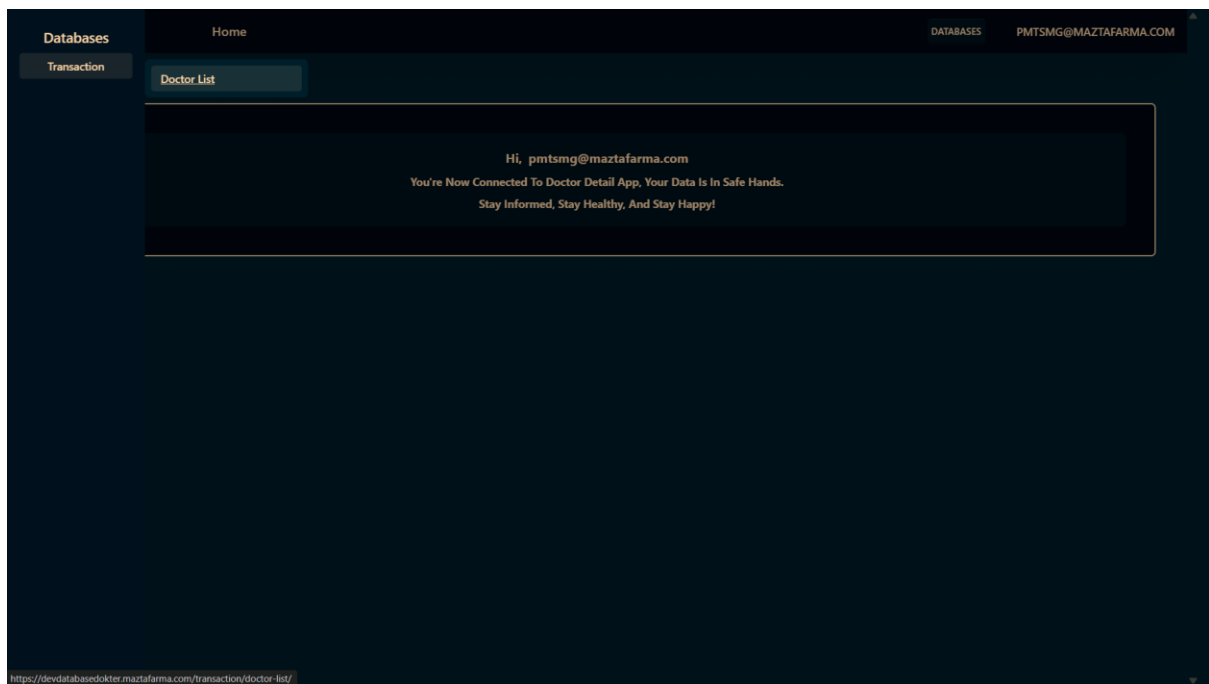 Databases
Home
DATABASES
PMTSMG@MAZTAFARMA.COM
Transaction
Doctor List
Hi, pmtsmg@maztafarma.com
You're Now Connected To Doctor Detail App, Your Data Is In Safe Hands.
Stay Informed, Stay Healthy, And Stay Happy!
https://devdatabasedokter.maztafarma.com/transaction/doctor-list/